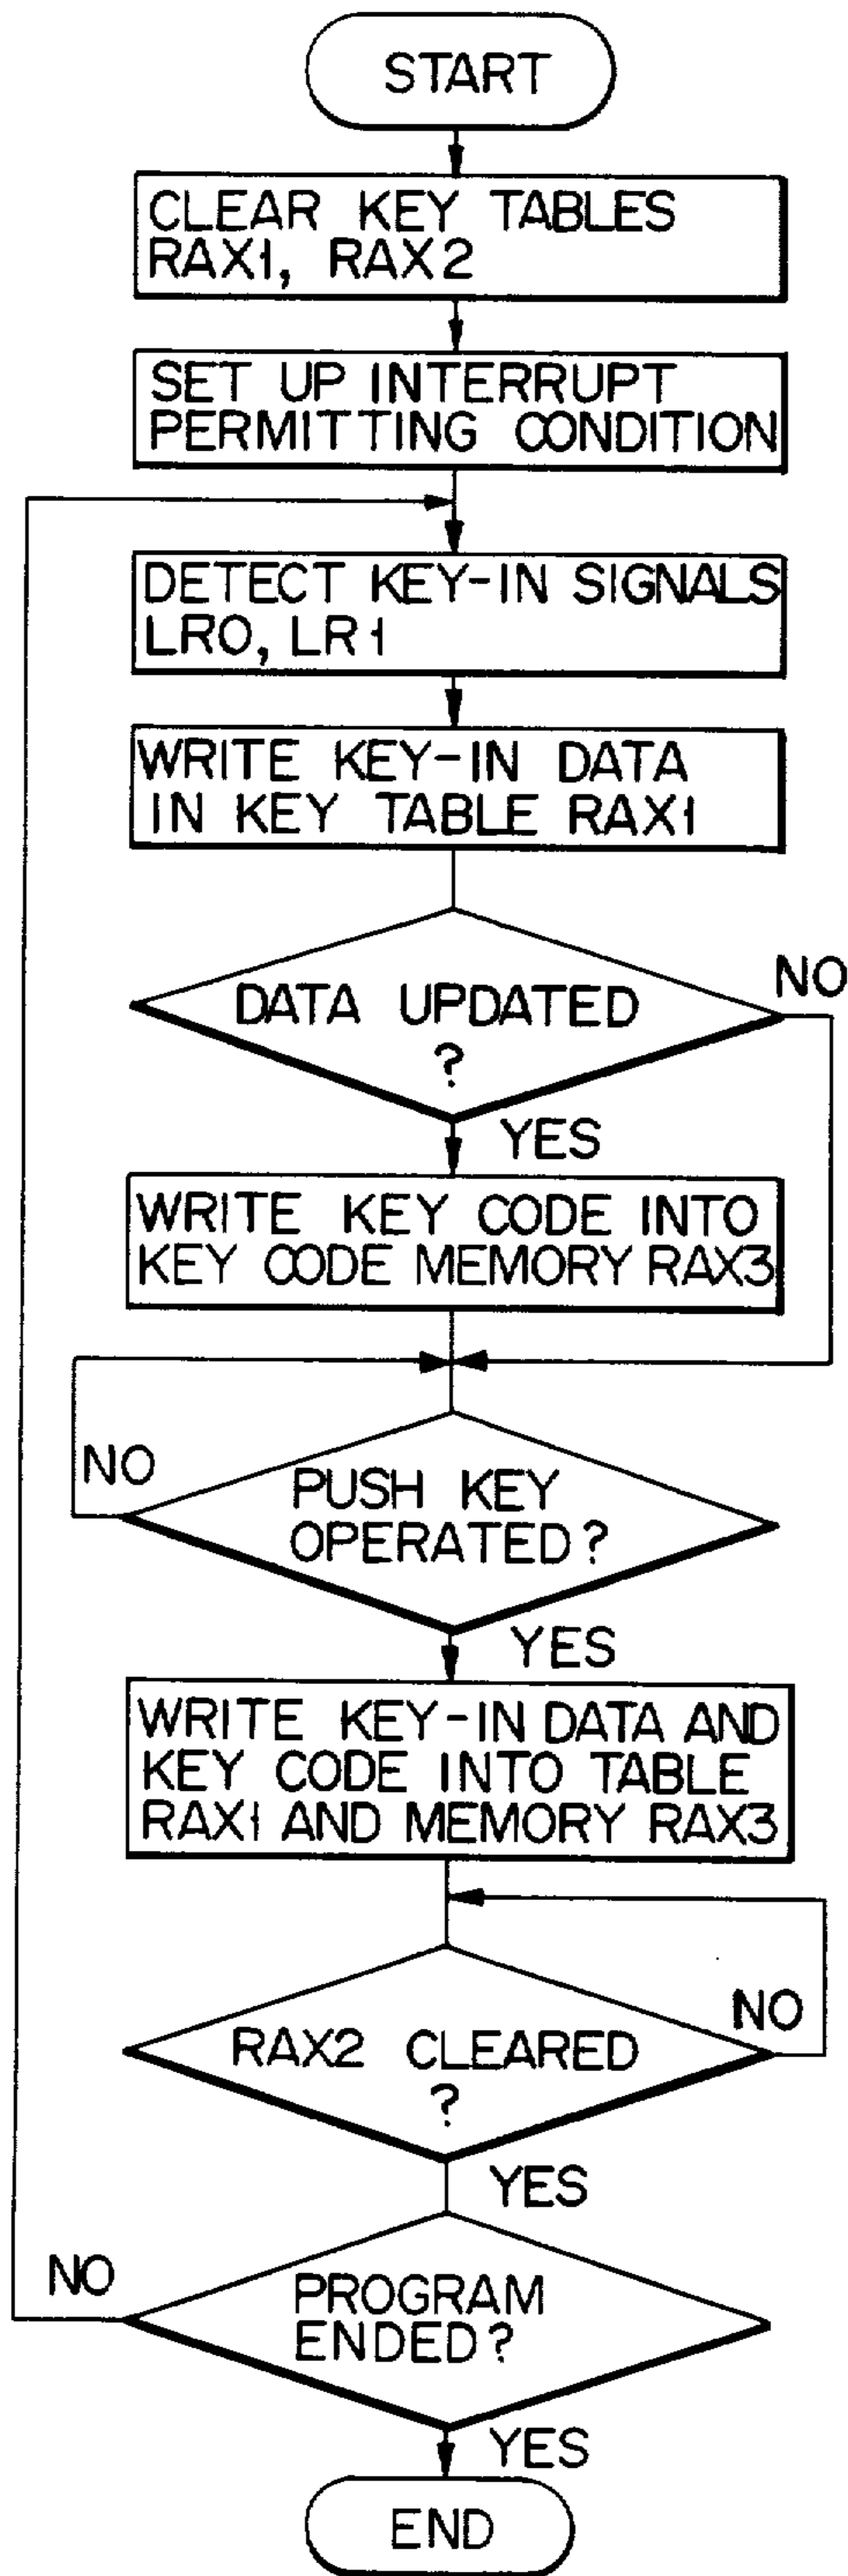 START
CLEAR KEY TABLES
RAX1, RAX2
SET UP INTERRUPT
PERMITTING CONDITION
DETECT KEY-IN SIGNALS
LR0, LR1
WRITE KEY-IN DATA
IN KEY TABLE RAX1
NO
DATA UPDATED
?
YES
WRITE KEY CODE INTO
KEY CODE MEMORY RAX3
NO
PUSH KEY
OPERATED?
YES
WRITE KEY-IN DATA AND
KEY CODE INTO TABLE
RAX1 AND MEMORY RAX3
NO
RAX2 CLEARED
?
YES
NO
PROGRAM
ENDED?
YES
END